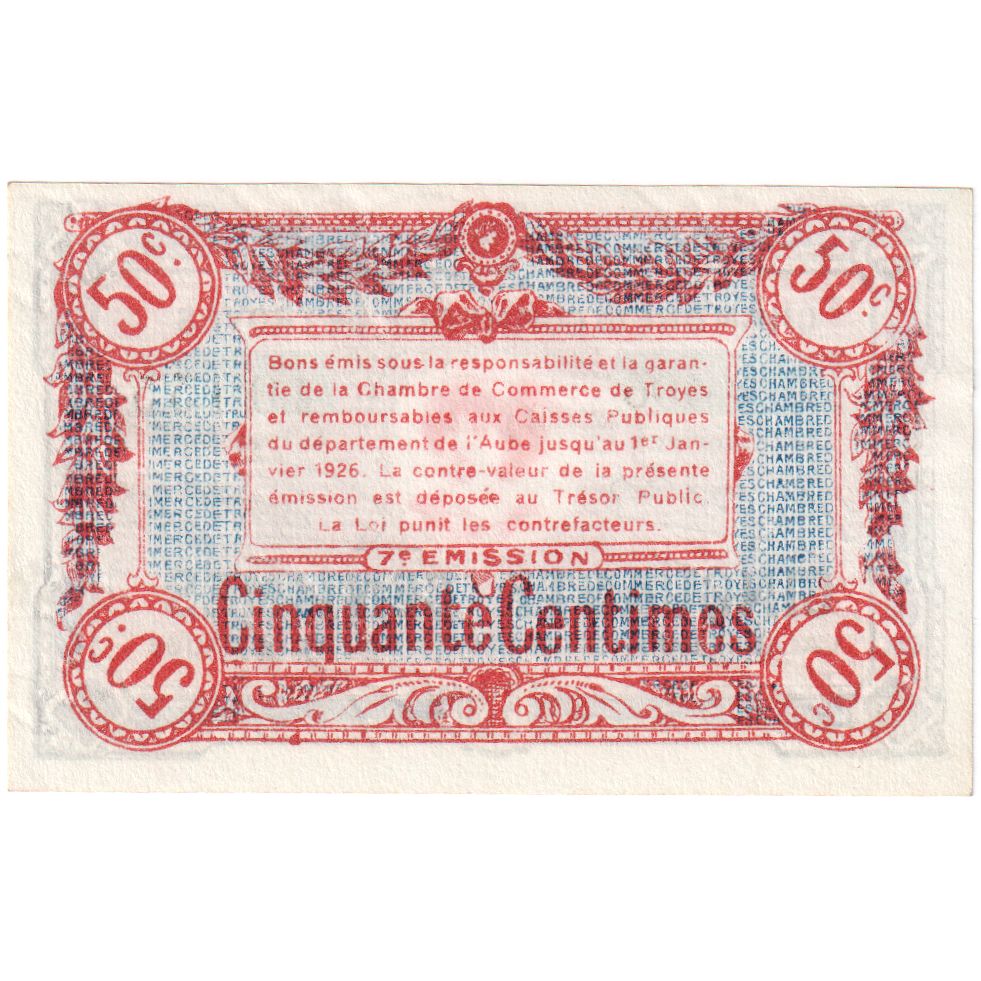 50c.
50c.
Bons émis sous la responsabilité et la garan-
tie de la Chambre de Commerce de Troyes
et remboursables aux Caisses Publiques
du département de l'Aube jusqu'au 1er Jan-
vier 1926. La contre-valeur de la présente
émission est déposée au Trésor Public.
La Loi punit les contrefacteurs.
7e EMISSION
Cinquante Centimes
50c.
50c.